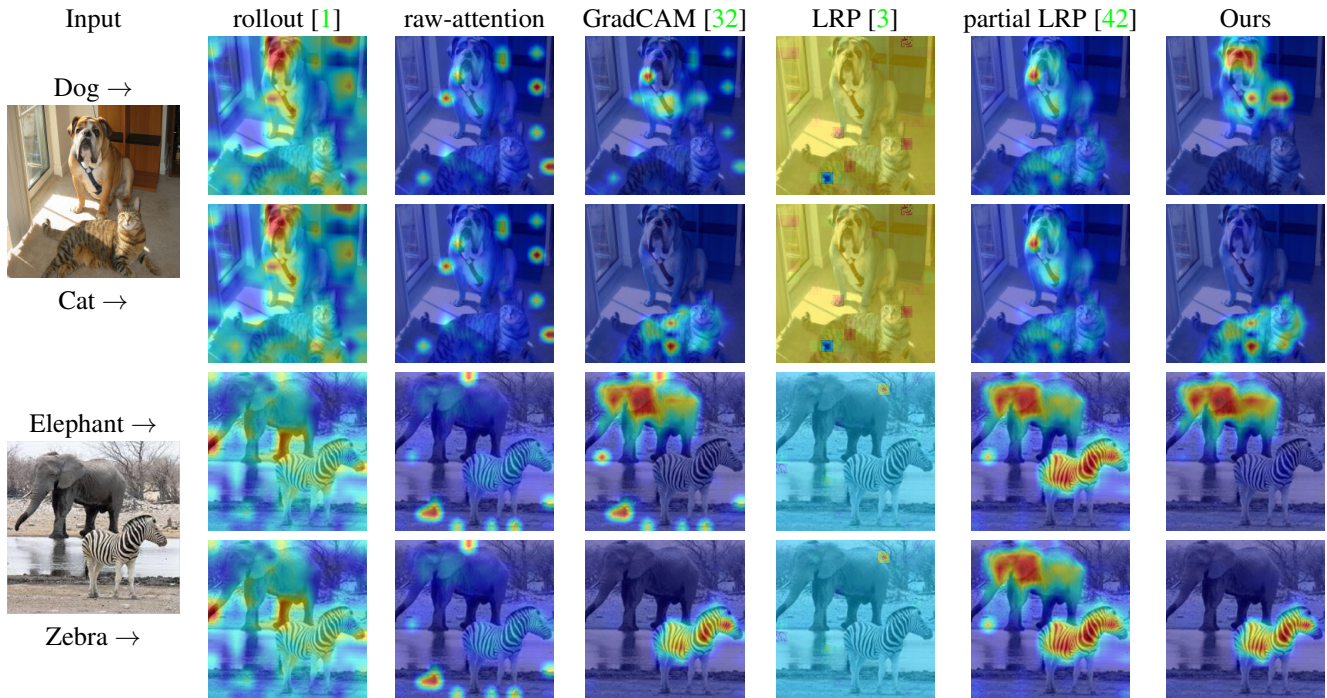 Input rollout [1] raw-attention GradCAM [32] LRP [3] partial LRP [42] Ours
Dog →
Cat →
Elephant →
Zebra →